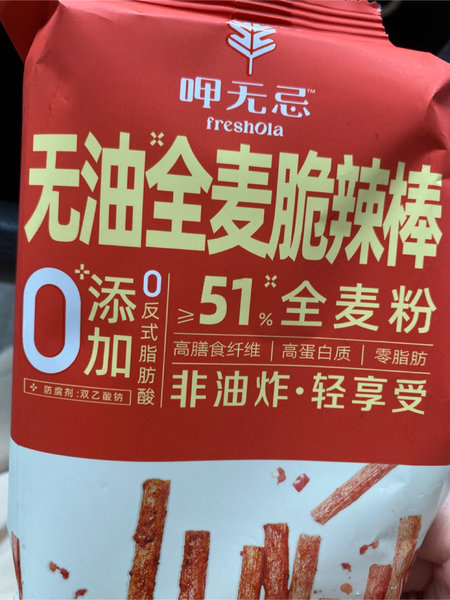 呷无忌™
freshOla
无油全麦脆辣棒
0+添加
0反式脂肪酸
+ 防腐剂:双乙酸钠 +
≥51%*全麦粉
高膳食纤维 | 高蛋白质 | 零脂肪
非油炸·轻享受